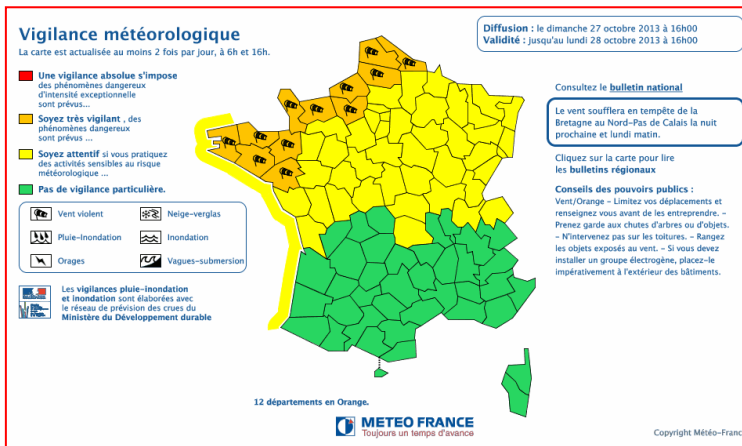 Vigilance météorologique
La carte est actualisée au moins 2 fois par jour, à 6h et 16h.
Diffusion : le dimanche 27 octobre 2013 à 16h00
Validité : jusqu'au lundi 28 octobre 2013 à 16h00
Une vigilance absolue s'impose
des phénomènes dangereux
d'intensité exceptionnelle
sont prévus...
Soyez très vigilant , des
phénomènes dangereux
sont prévus ...
Soyez attentif si vous pratiquez
des activités sensibles au risque
météorologique ...
Pas de vigilance particulière.
Vent violent
Neige-verglas
Pluie-Inondation
Inondation
Orages
Vagues-submersion
Les vigilances pluie-inondation
et inondation sont élaborées avec
le réseau de prévision des crues du
Ministère du Développement durable
Consultez le bulletin national
Le vent soufflera en tempête de la
Bretagne au Nord-Pas de Calais la nuit
prochaine et lundi matin.
Cliquez sur la carte pour lire
les bulletins régionaux
Conseils des pouvoirs publics :
Vent/Orange – Limitez vos déplacements et
renseignez vous avant de les entreprendre. –
Prenez garde aux chutes d'arbres ou d'objets.
– N'intervenez pas sur les toitures. – Rangez
les objets exposés au vent. – Si vous devez
installer un groupe électrogène, placez-le
impérativement à l'extérieur des bâtiments.
12 départements en Orange.
METEO FRANCE
Toujours un temps d'avance
Copyright Météo-Franc